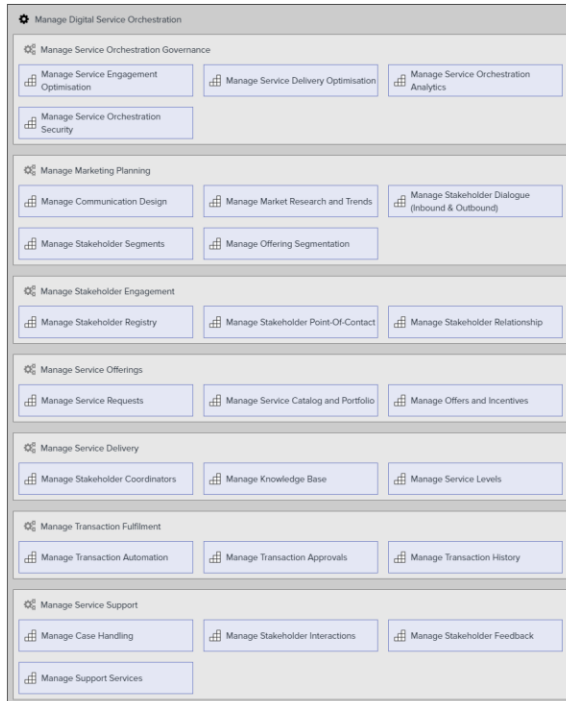 Manage Digital Service Orchestration
Manage Service Orchestration Governance
Manage Service Engagement
Optimisation
Manage Service Delivery Optimisation
Manage Service Orchestration
Analytics
Manage Service Orchestration
Security
Manage Marketing Planning
Manage Communication Design
Manage Market Research and Trends
Manage Stakeholder Dialogue
(Inbound & Outbound)
Manage Stakeholder Segments
Manage Offering Segmentation
Manage Stakeholder Engagement
Manage Stakeholder Registry
Manage Stakeholder Point-Of-Contact
Manage Stakeholder Relationship
Manage Service Offerings
Manage Service Requests
Manage Service Catalog and Portfolio
Manage Offers and Incentives
Manage Service Delivery
Manage Stakeholder Coordinators
Manage Knowledge Base
Manage Service Levels
Manage Transaction Fulfilment
Manage Transaction Automation
Manage Transaction Approvals
Manage Transaction History
Manage Service Support
Manage Case Handling
Manage Stakeholder Interactions
Manage Stakeholder Feedback
Manage Support Services